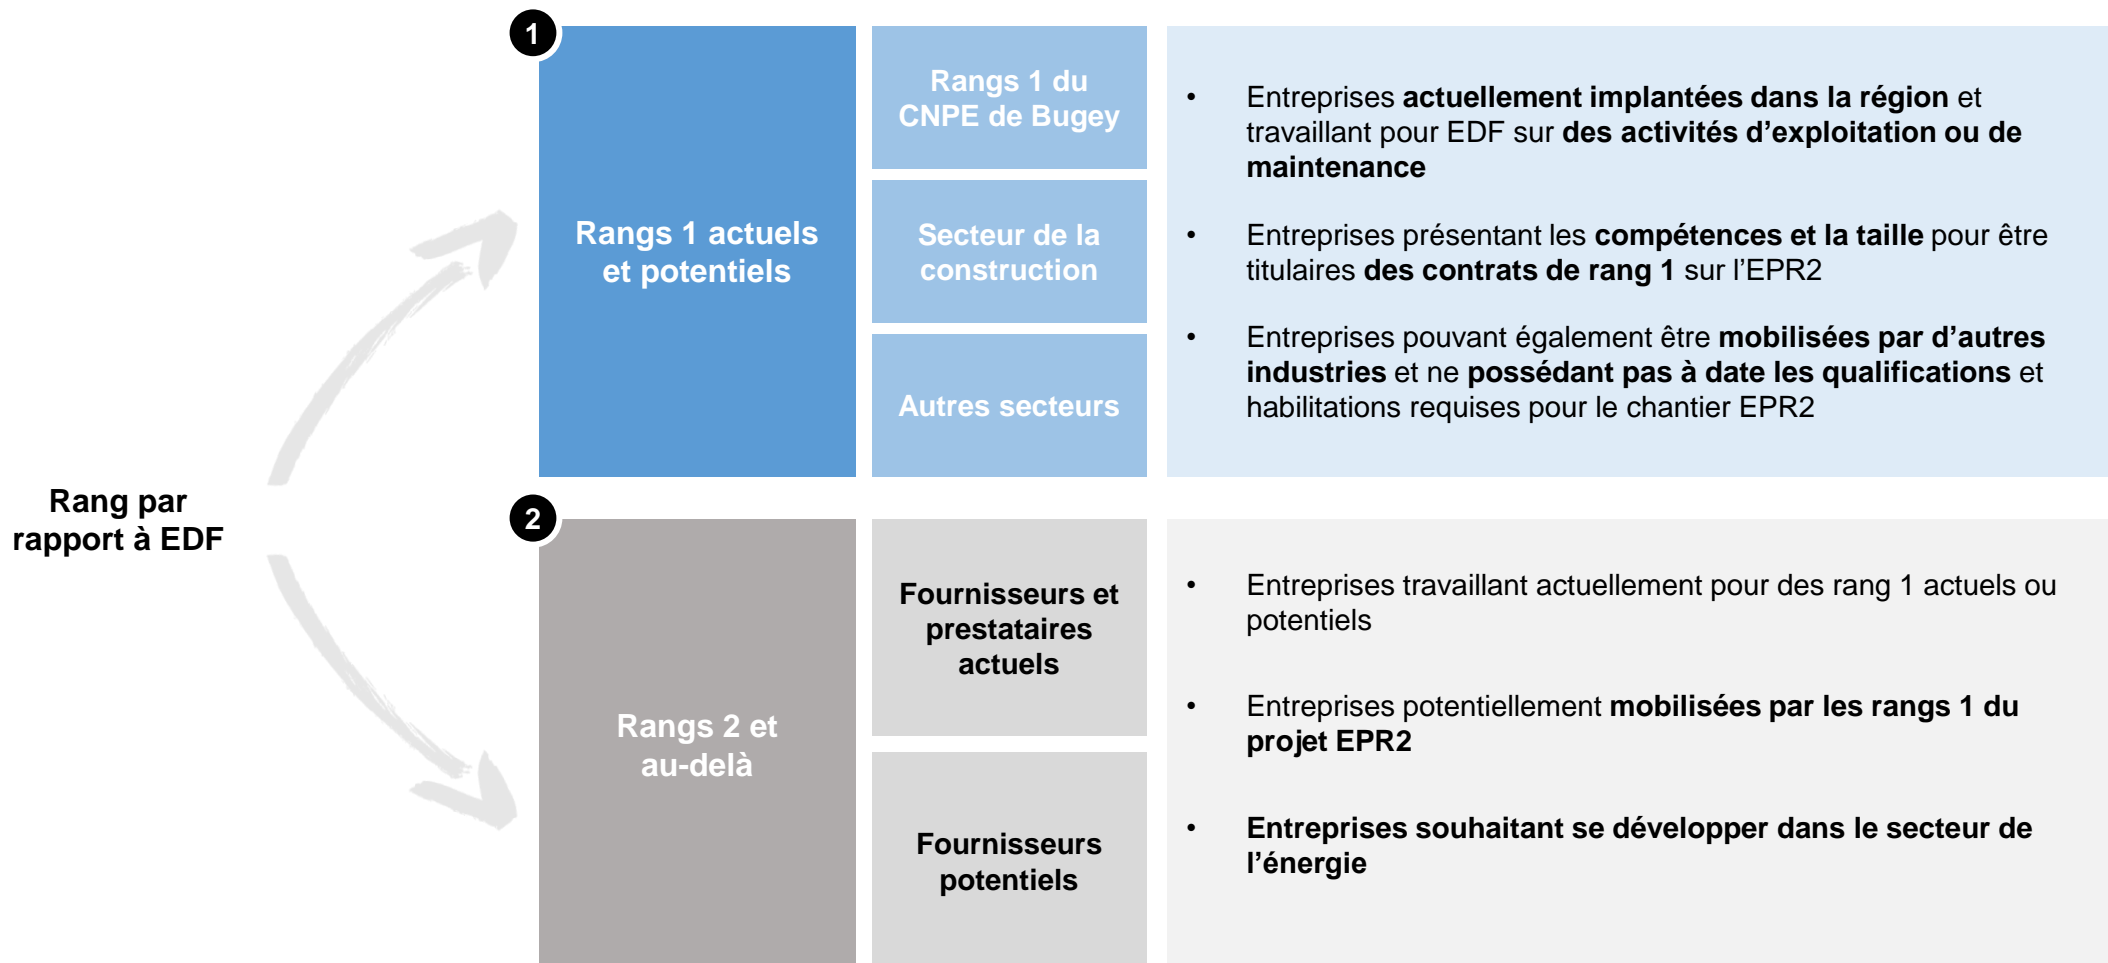 Rang par
rapport à EDF
1
Rangs 1 actuels
et potentiels
Rangs 1 du
CNPE de Bugey
Secteur de la
construction
Autres secteurs
• Entreprises actuellement implantées dans la région et
travaillant pour EDF sur des activités d’exploitation ou de
maintenance
• Entreprises présentant les compétences et la taille pour être
titulaires des contrats de rang 1 sur l’EPR2
• Entreprises pouvant également être mobilisées par d’autres
industries et ne possédant pas à date les qualifications et
habilitations requises pour le chantier EPR2
2
Rangs 2 et
au-delà
Fournisseurs et
prestataires
actuels
Fournisseurs
potentiels
• Entreprises travaillant actuellement pour des rang 1 actuels ou
potentiels
• Entreprises potentiellement mobilisées par les rangs 1 du
projet EPR2
• Entreprises souhaitant se développer dans le secteur de
l’énergie